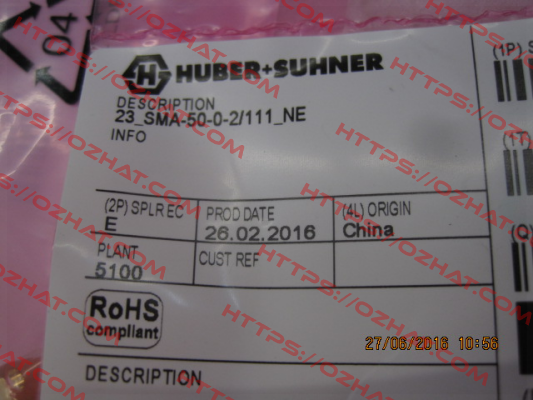 04
HUBER+SUHNER
DESCRIPTION
23_SMA-50-0-2/111_NE
INFO
(2P) SPLR EC
E
PROD DATE
26.02.2016
(4L) ORIGIN
China
PLANT
5100
CUST REF
RoHS
compliant
DESCRIPTION
(1P) S
(1T)
(Q)
27/06/2016 10:56
HTTPS://OZHAT.COM